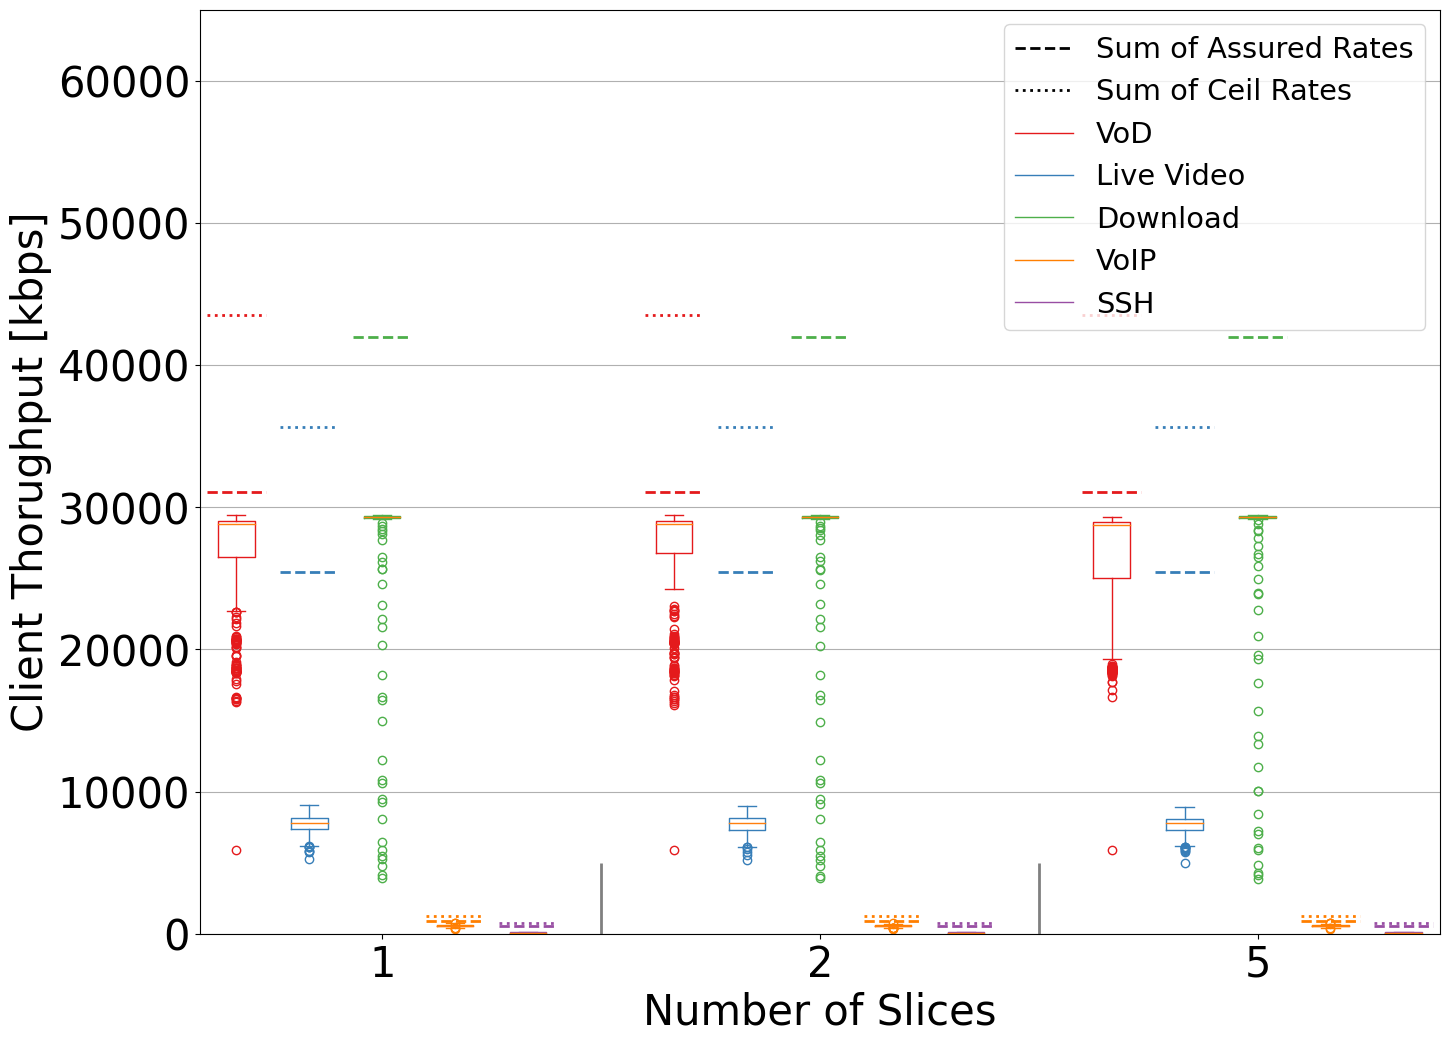 Client Thorughput [kbps]
60000
50000
40000
30000
20000
10000
0
Sum of Assured Rates
Sum of Ceil Rates
VoD
Live Video
Download
VoIP
SSH
1
2
5
Number of Slices